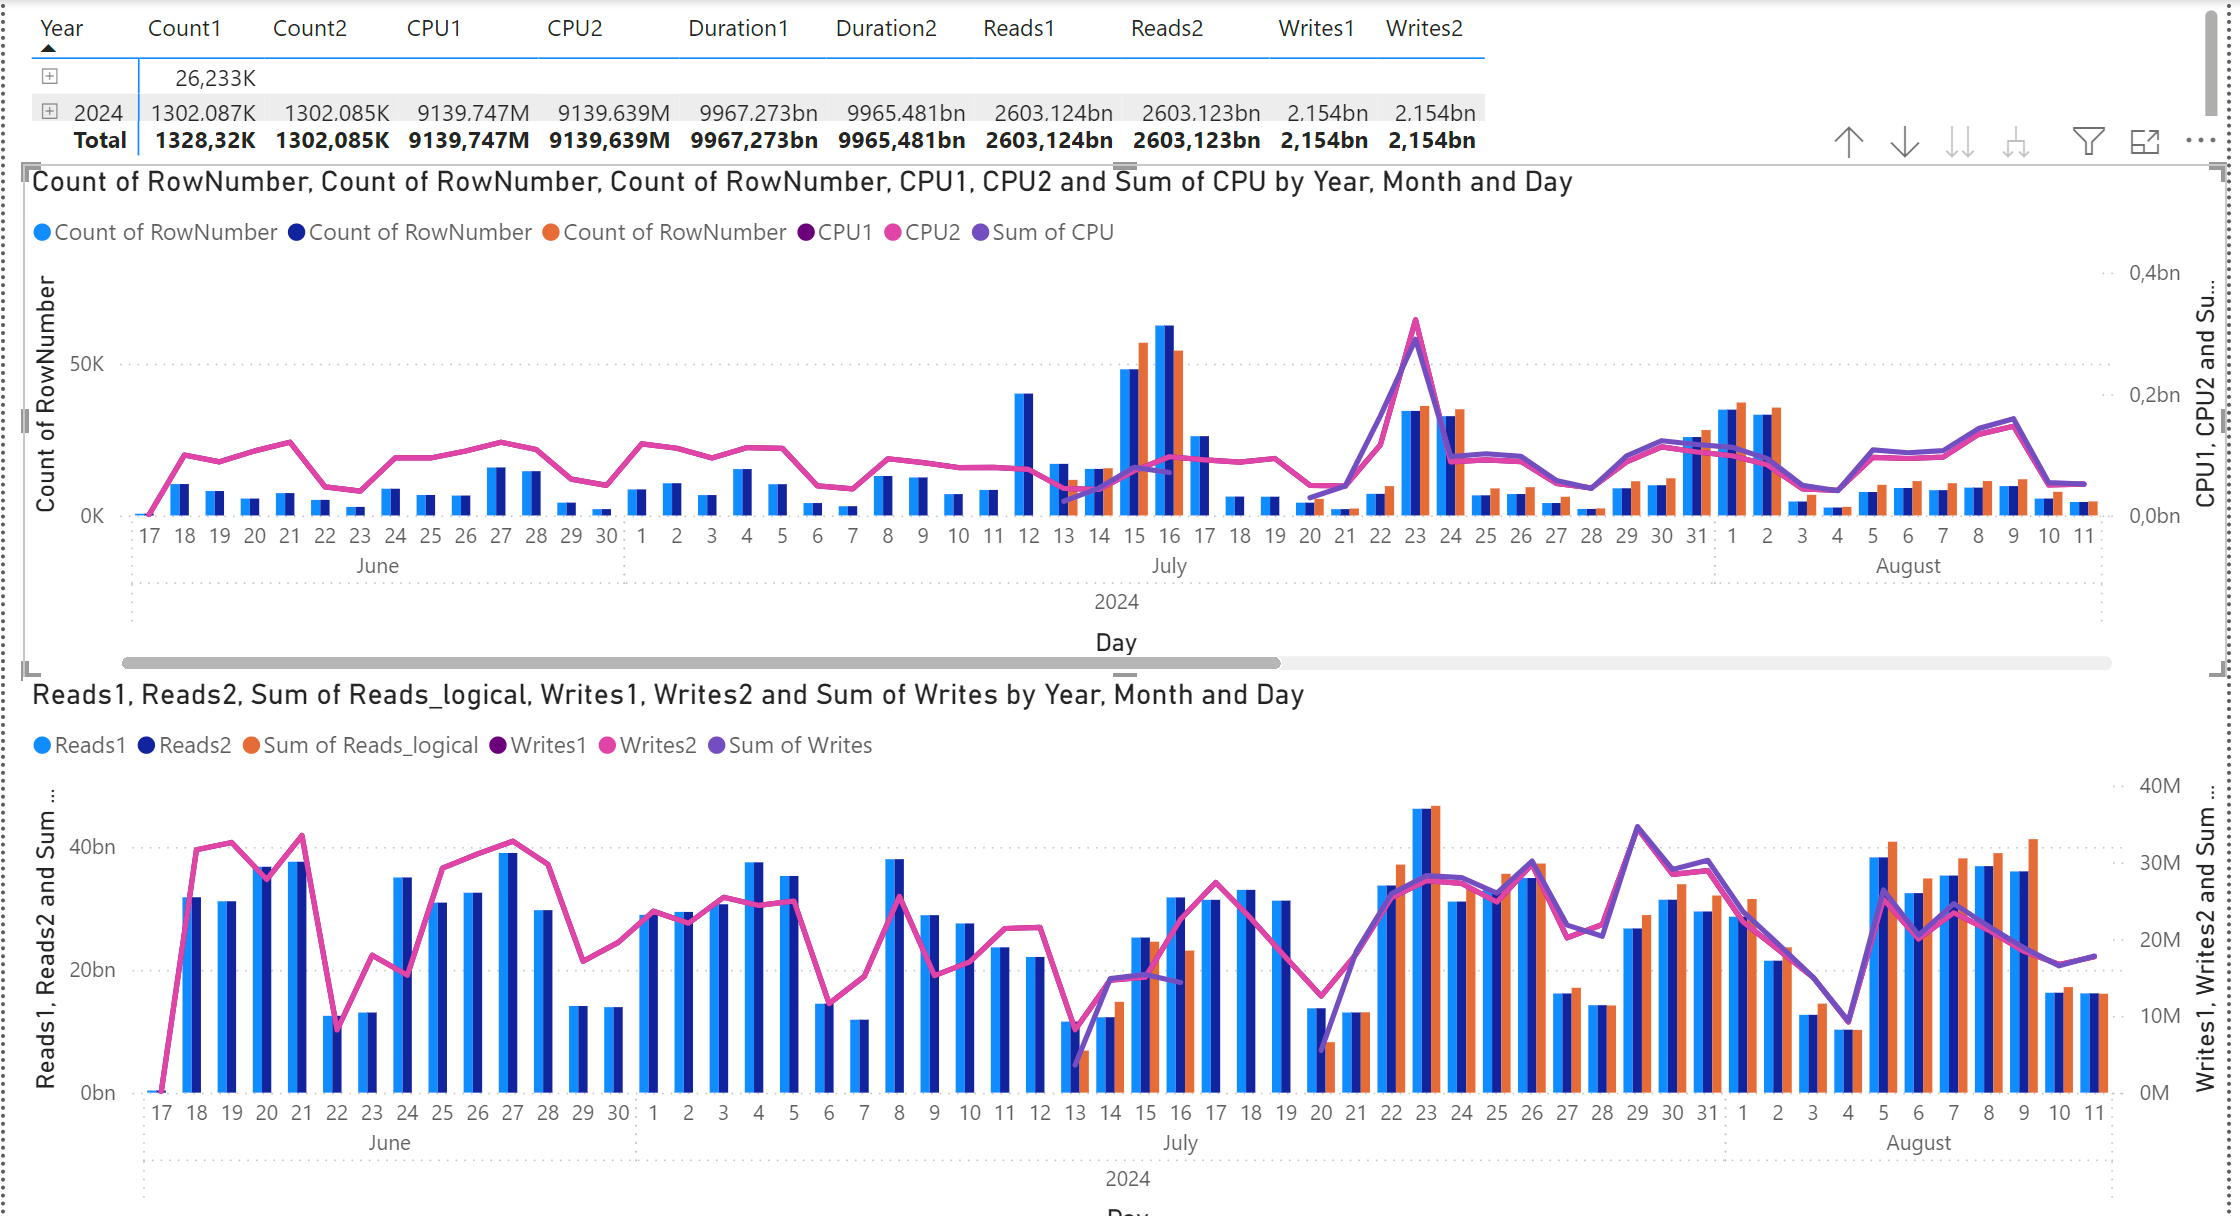 Year Count1 Count2 CPU1 CPU2 Duration1 Duration2 Reads1 Reads2 Writes1 Writes2
26,233K
2024 1302,087K 1302,085K 9139,747M 9139,639M 9967,273bn 9965,481bn 2603,124bn 2603,123bn 2,154bn 2,154bn
Total 1328,32K 1302,085K 9139,747M 9139,639M 9967,273bn 9965,481bn 2603,124bn 2603,123bn 2,154bn 2,154bn
Count of RowNumber, Count of RowNumber, Count of RowNumber, CPU1, CPU2 and Sum of CPU by Year, Month and Day
Count of RowNumber Count of RowNumber Count of RowNumber CPU1 CPU2 Sum of CPU
Count of RowNumber
50K
0K
0,4bn
0,2bn
0,0bn
CPU1, CPU2 and Su...
17 18 19 20 21 22 23 24 25 26 27 28 29 30 1 2 3 4 5 6 7 8 9 10 11 12 13 14 15 16 17 18 19 20 21 22 23 24 25 26 27 28 29 30 31 1 2 3 4 5 6 7 8 9 10 11
June July August
2024
Day
Reads1, Reads2, Sum of Reads_logical, Writes1, Writes2 and Sum of Writes by Year, Month and Day
Reads1 Reads2 Sum of Reads_logical Writes1 Writes2 Sum of Writes
Reads1, Reads2 and Sum ...
40bn
20bn
0bn
40M
30M
20M
10M
0M
Writes1, Writes2 and Sum ...
17 18 19 20 21 22 23 24 25 26 27 28 29 30 1 2 3 4 5 6 7 8 9 10 11 12 13 14 15 16 17 18 19 20 21 22 23 24 25 26 27 28 29 30 31 1 2 3 4 5 6 7 8 9 10 11
June July August
2024
Day